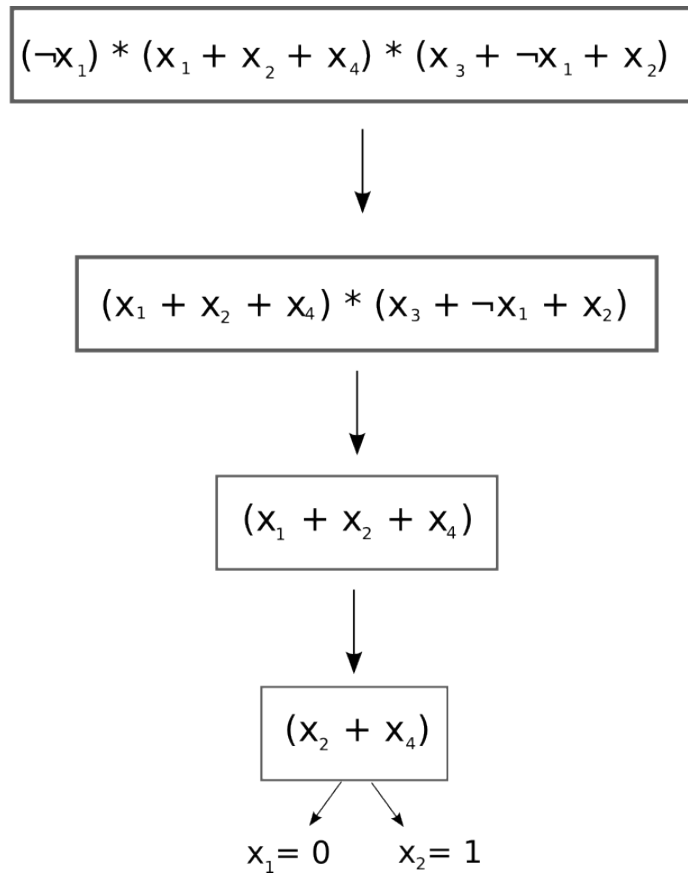 (¬x₁) * (x₁ + x₂ + x₄) * (x₃ + ¬x₁ + x₂)
(x₁ + x₂ + x₄) * (x₃ + ¬x₁ + x₂)
(x₁ + x₂ + x₄)
(x₂ + x₄)
x₁= 0 x₂= 1